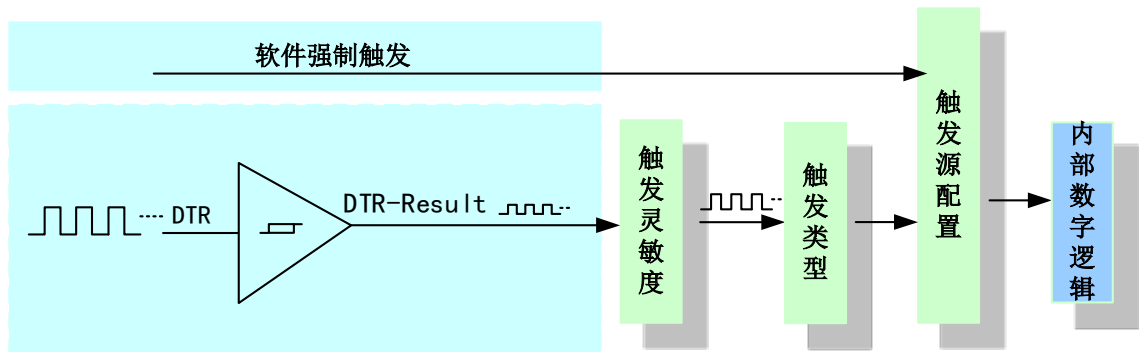 软件强制触发
DTR
DTR-Result
触发灵敏度
触发类型
触发源配置
内部数字逻辑